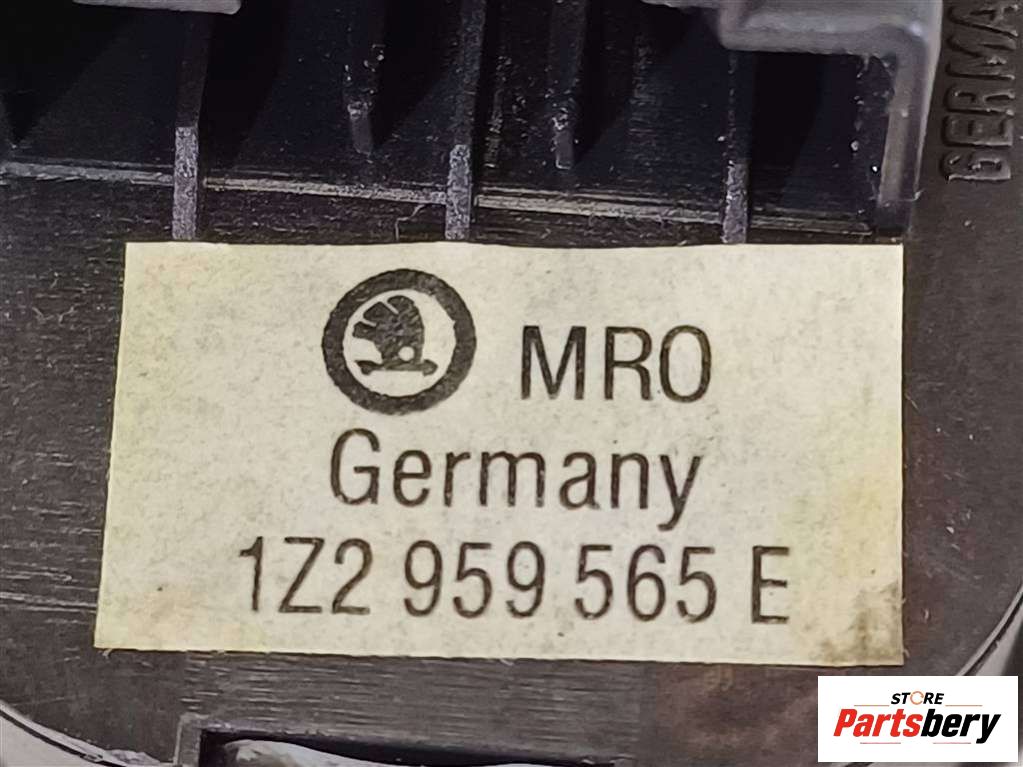 GERMA
MRO
Germany
1Z2 959 565 E
STORE
Partsbery